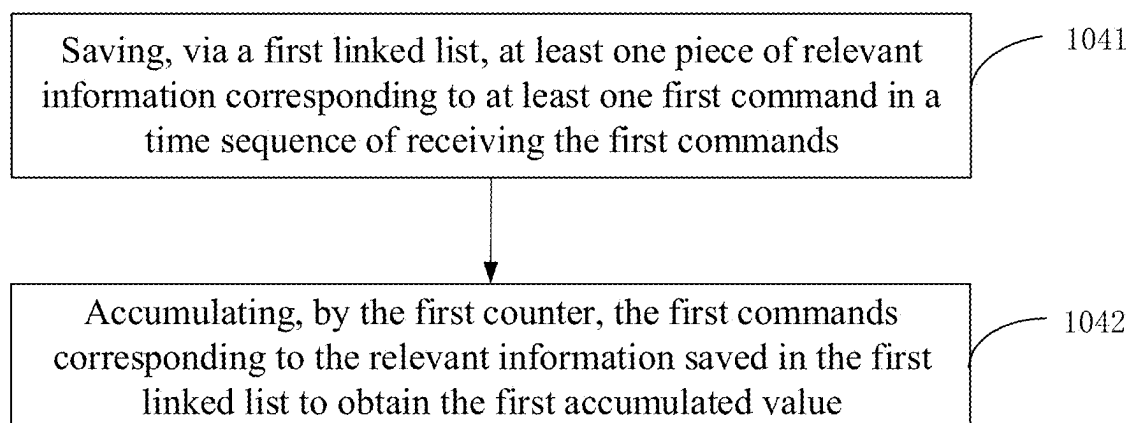 Saving, via a first linked list, at least one piece of relevant
information corresponding to at least one first command in a
time sequence of receiving the first commands
1041
Accumulating, by the first counter, the first commands
corresponding to the relevant information saved in the first
linked list to obtain the first accumulated value
1042